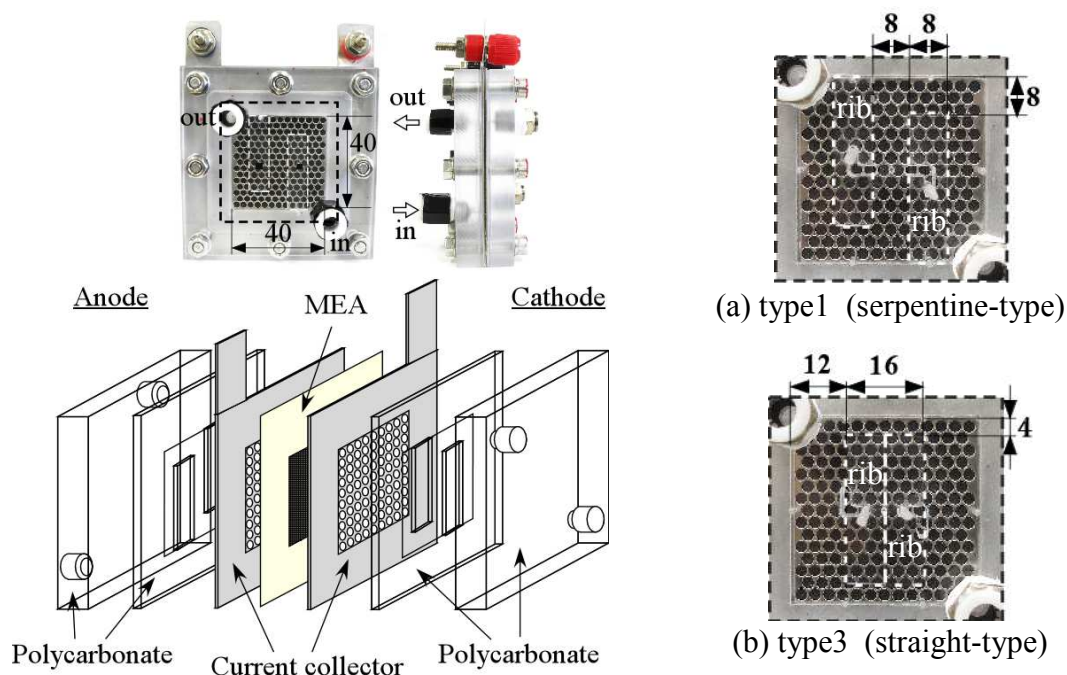 out
40
40
in
out
in
Anode
MEA
Cathode
Polycarbonate
Current collector
Polycarbonate
8
8
8
rib
rib
(a) type1 (serpentine-type)
12
16
4
rib
rib
(b) type3 (straight-type)